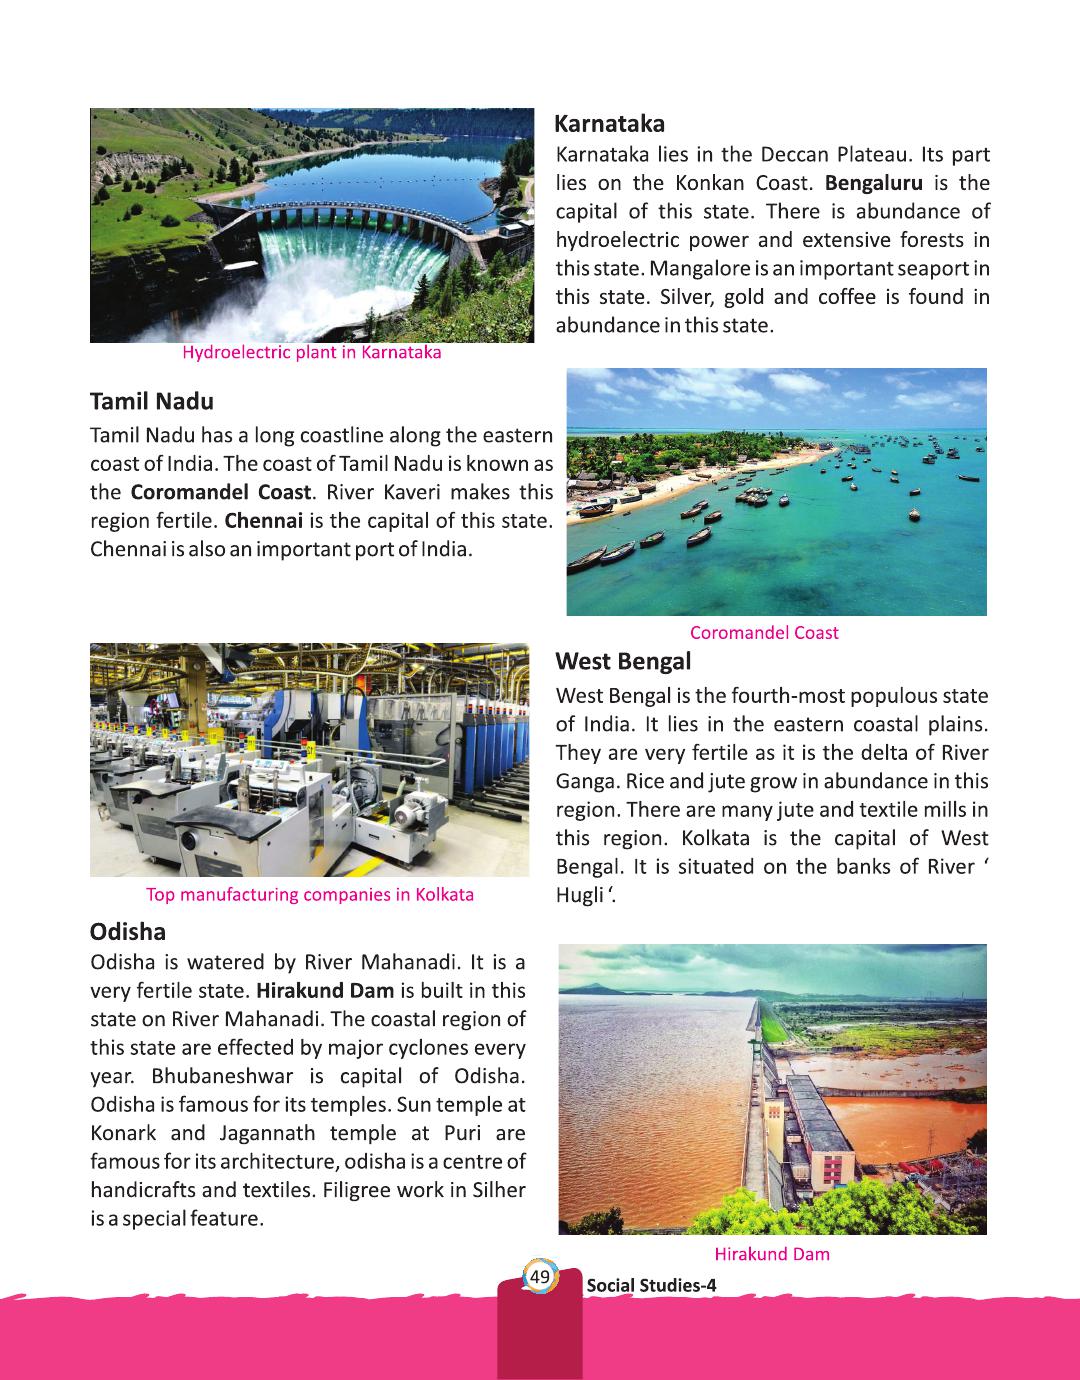 Karnataka
Karnataka lies in the Deccan Plateau. Its part
lies on the Konkan Coast. Bengaluru is the
capital of this state. There is abundance of
hydroelectric power and extensive forests in
this state. Mangalore is an important seaport in
this state. Silver, gold and coffee is found in
abundance in this state.
Hydroelectric plant in Karnataka
Tamil Nadu
Tamil Nadu has a long coastline along the eastern
coast of India. The coast of Tamil Nadu is known as
the Coromandel Coast. River Kaveri makes this
region fertile. Chennai is the capital of this state.
Chennai is also an important port of India.
Coromandel Coast
West Bengal
West Bengal is the fourth-most populous state
of India. It lies in the eastern coastal plains.
They are very fertile as it is the delta of River
Ganga. Rice and jute grow in abundance in this
region. There are many jute and textile mills in
this region. Kolkata is the capital of West
Bengal. It is situated on the banks of River ‘
Hugli ‘.
Top manufacturing companies in Kolkata
Odisha
Odisha is watered by River Mahanadi. It is a
very fertile state. Hirakund Dam is built in this
state on River Mahanadi. The coastal region of
this state are effected by major cyclones every
year. Bhubaneshwar is capital of Odisha.
Odisha is famous for its temples. Sun temple at
Konark and Jagannath temple at Puri are
famous for its architecture, odisha is a centre of
handicrafts and textiles. Filigree work in Silher
is a special feature.
Hirakund Dam
49
Social Studies-4